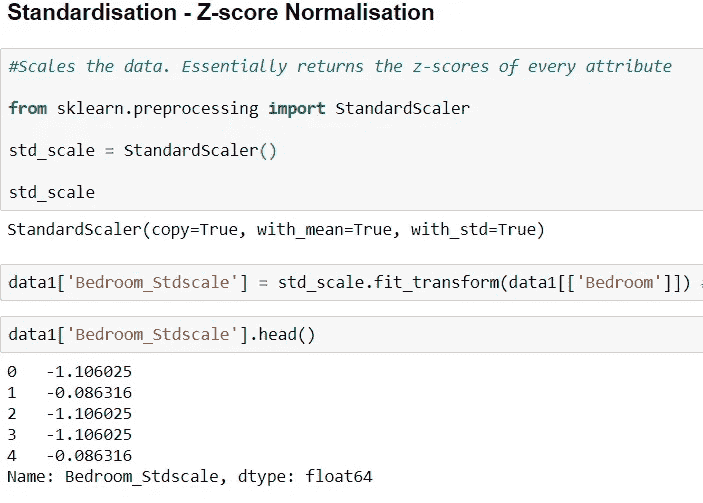 Standardisation - Z-score Normalisation
#Scales the data. Essentially returns the z-scores of every attribute
from sklearn.preprocessing import StandardScaler
std_scale = StandardScaler()
std_scale
StandardScaler(copy=True, with_mean=True, with_std=True)
data1['Bedroom_Stdscale'] = std_scale.fit_transform(data1[['Bedroom']])
data1['Bedroom_Stdscale'].head()
0   -1.106025
1   -0.086316
2   -1.106025
3   -1.106025
4   -0.086316
Name: Bedroom_Stdscale, dtype: float64